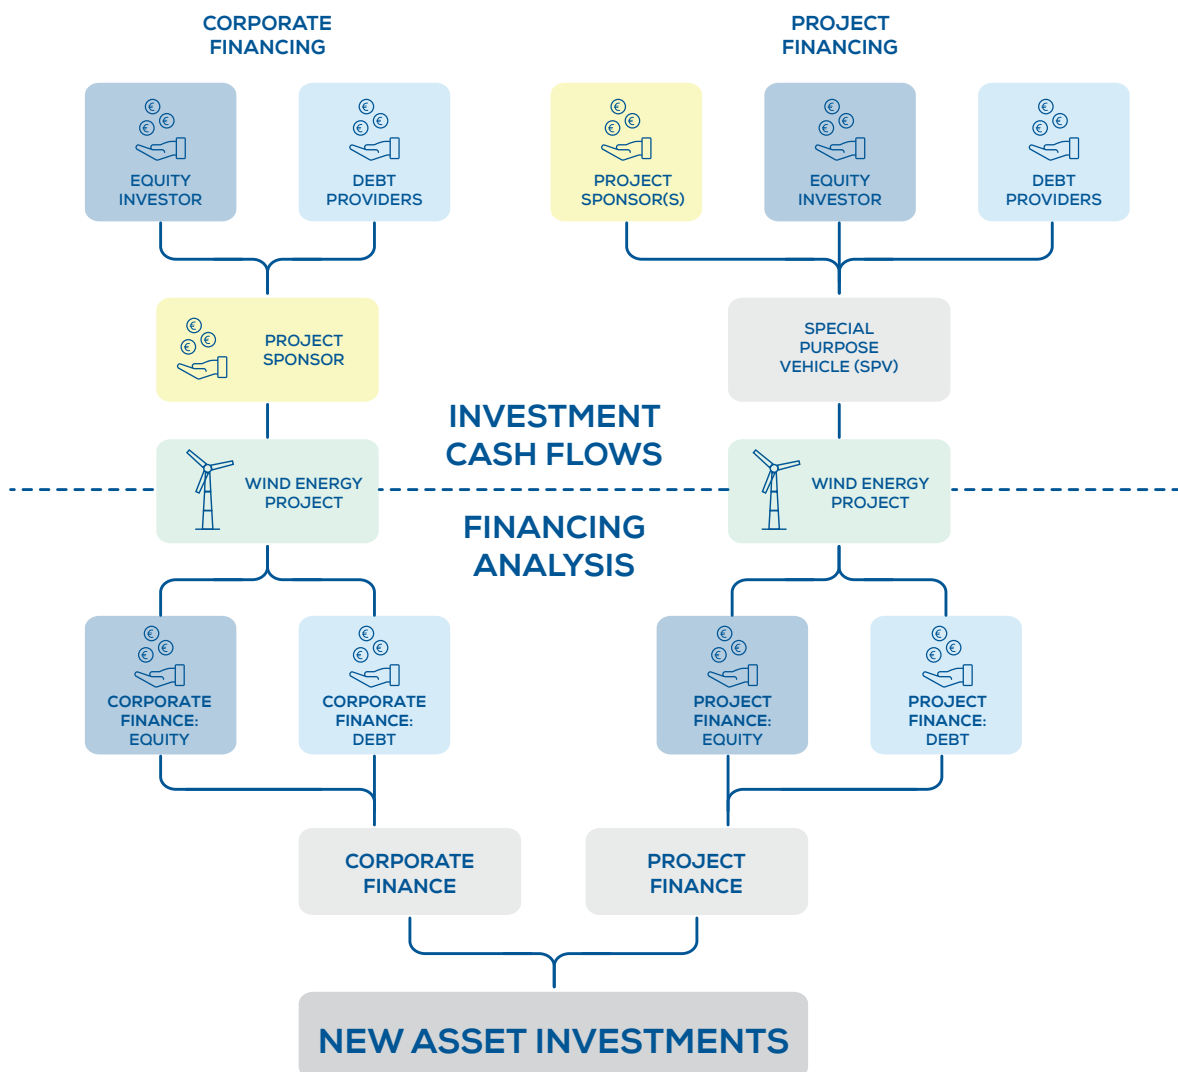 CORPORATE
FINANCING
PROJECT
FINANCING
EQUITY
INVESTOR
DEBT
PROVIDERS
PROJECT
SPONSOR(S)
EQUITY
INVESTOR
DEBT
PROVIDERS
PROJECT
SPONSOR
SPECIAL
PURPOSE
VEHICLE (SPV)
INVESTMENT
CASH FLOWS
WIND ENERGY
PROJECT
WIND ENERGY
PROJECT
FINANCING
ANALYSIS
CORPORATE
FINANCE:
EQUITY
CORPORATE
FINANCE:
DEBT
PROJECT
FINANCE:
EQUITY
PROJECT
FINANCE:
DEBT
CORPORATE
FINANCE
PROJECT
FINANCE
NEW ASSET INVESTMENTS